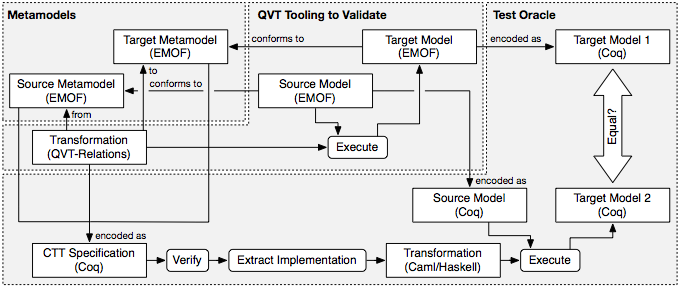 Metamodels
QVT Tooling to Validate
Test Oracle
Target Metamodel
(EMOF)
conforms to
Target Model
(EMOF)
encoded as
Target Model 1
(Coq)
to
conforms to
Source Metamodel
(EMOF)
Source Model
(EMOF)
from
Equal?
Transformation
(QVT-Relations)
Execute
encoded as
Source Model
(Coq)
Target Model 2
(Coq)
encoded as
CTT Specification
(Coq)
Verify
Extract Implementation
Transformation
(Caml/Haskell)
Execute